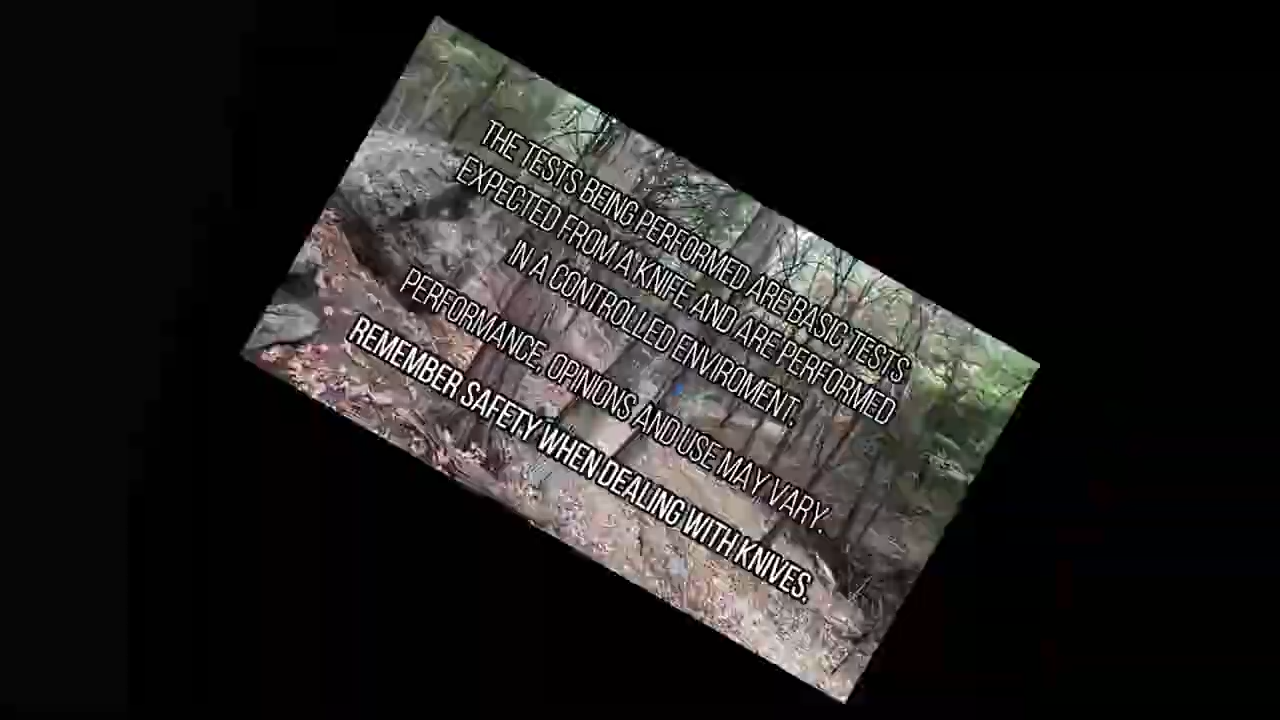 THE TESTS BEING PERFORMED ARE BASIC TESTS
EXPECTED FROM A KNIFE AND ARE PERFORMED
IN A CONTROLLED ENVIROMENT.
PERFORMANCE, OPINIONS AND USE MAY VARY.
REMEMBER SAFETY WHEN DEALING WITH KNIVES.